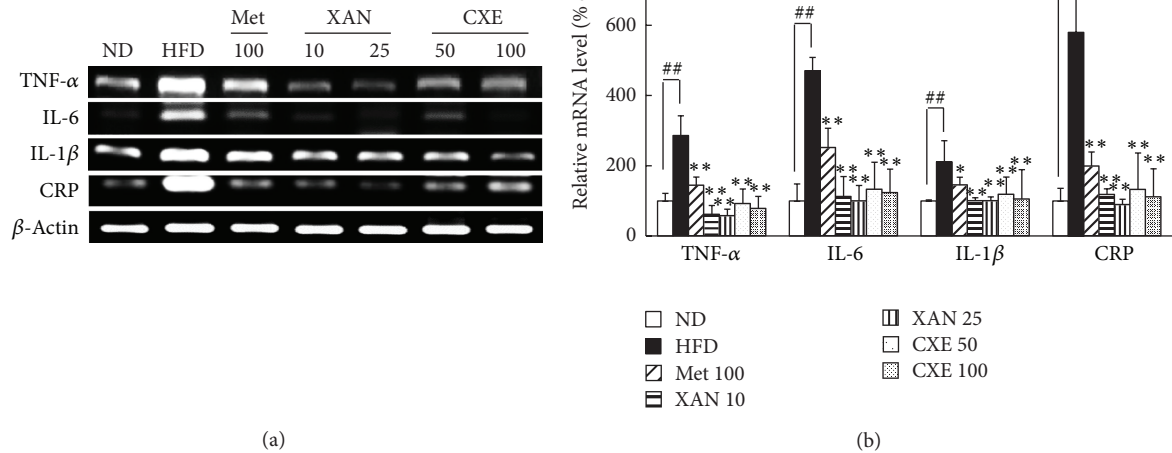 Met XAN CXE
ND HFD 100 10 25 50 100
TNF-α
IL-6
IL-1β
CRP
β-Actin
(a)
Relative mRNA level (%
600
400
200
0
##
##
##
** ** ** ** **
** ** ** ** **
* ** ** ** **
** ** ** ** **
TNF-α IL-6 IL-1β CRP
ND
HFD
Met 100
XAN 10
XAN 25
CXE 50
CXE 100
(b)